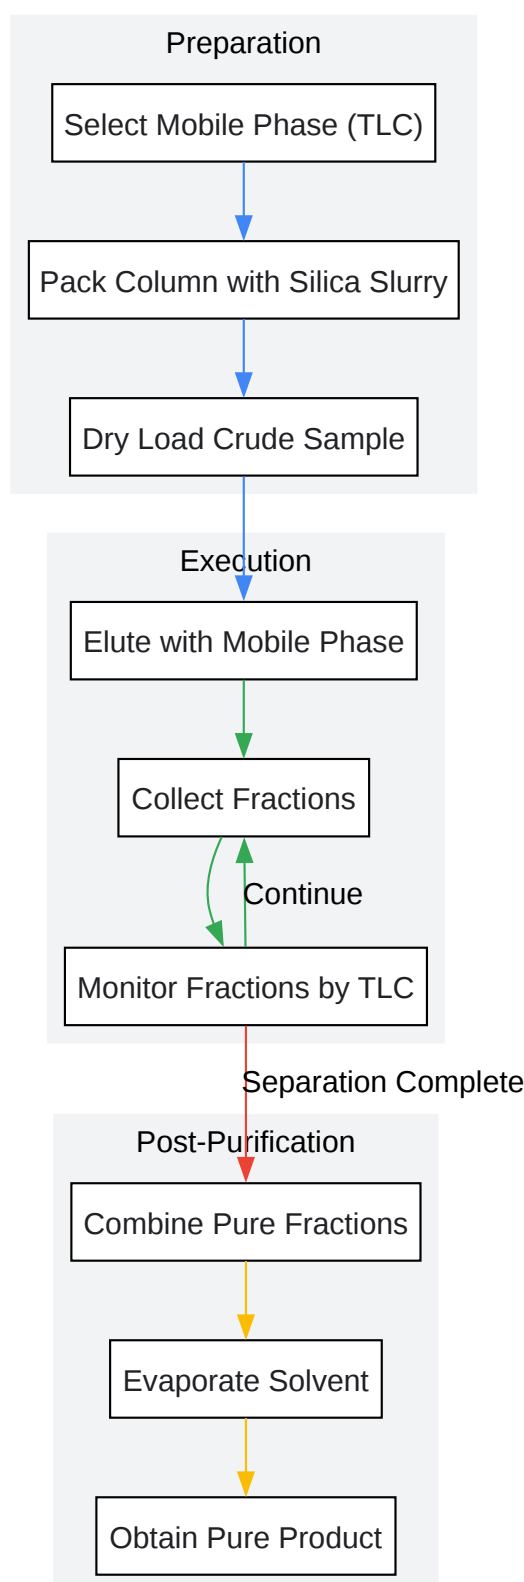 Preparation
Select Mobile Phase (TLC)
Pack Column with Silica Slurry
Dry Load Crude Sample
Execution
Elute with Mobile Phase
Collect Fractions
Continue
Monitor Fractions by TLC
Separation Complete
Post-Purification
Combine Pure Fractions
Evaporate Solvent
Obtain Pure Product